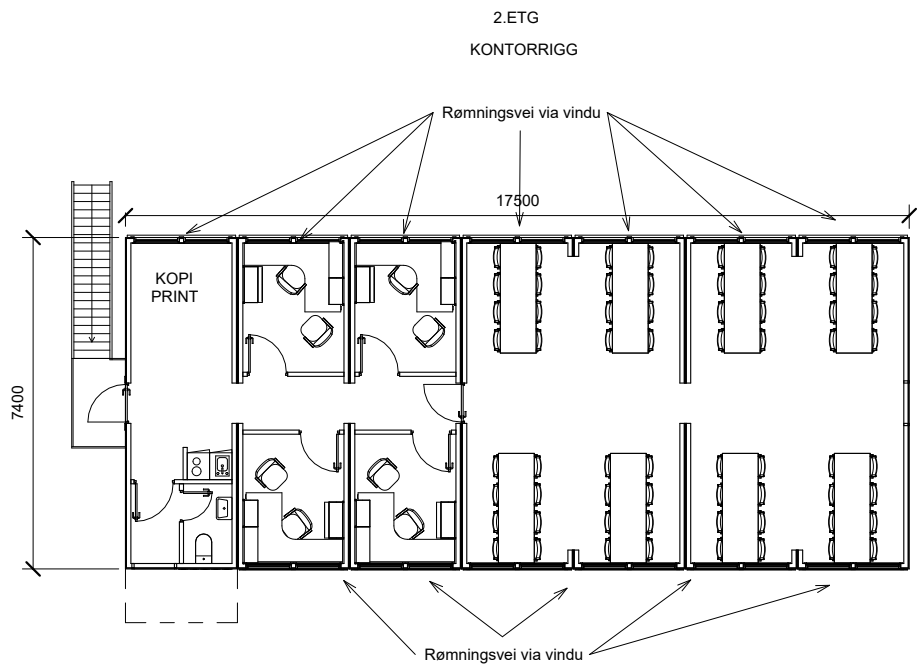 2.ETG
KONTORRIGG
Rømningsvei via vindu
17500
KOPI
PRINT
7400
Rømningsvei via vindu